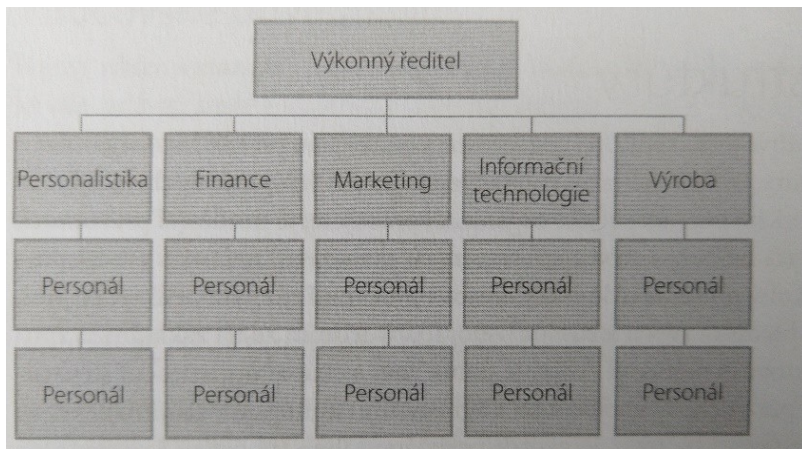 Výkonný ředitel
Personalistika
Finance
Marketing
Informační
technologie
Výroba
Personál
Personál
Personál
Personál
Personál
Personál
Personál
Personál
Personál
Personál